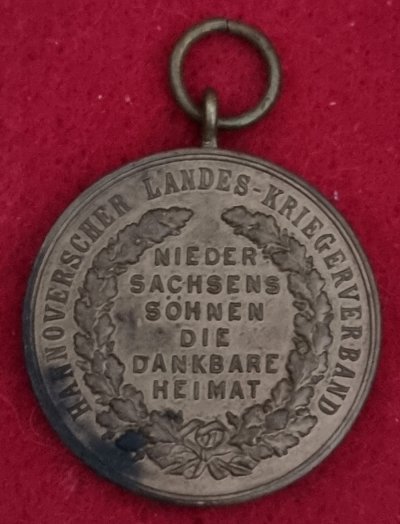 HANNOVERSCHER LANDES-KRIEGERVERBAND
NIEDER
SACHSENS
SÖHNEN
DIE
DANKBARE
HEIMAT